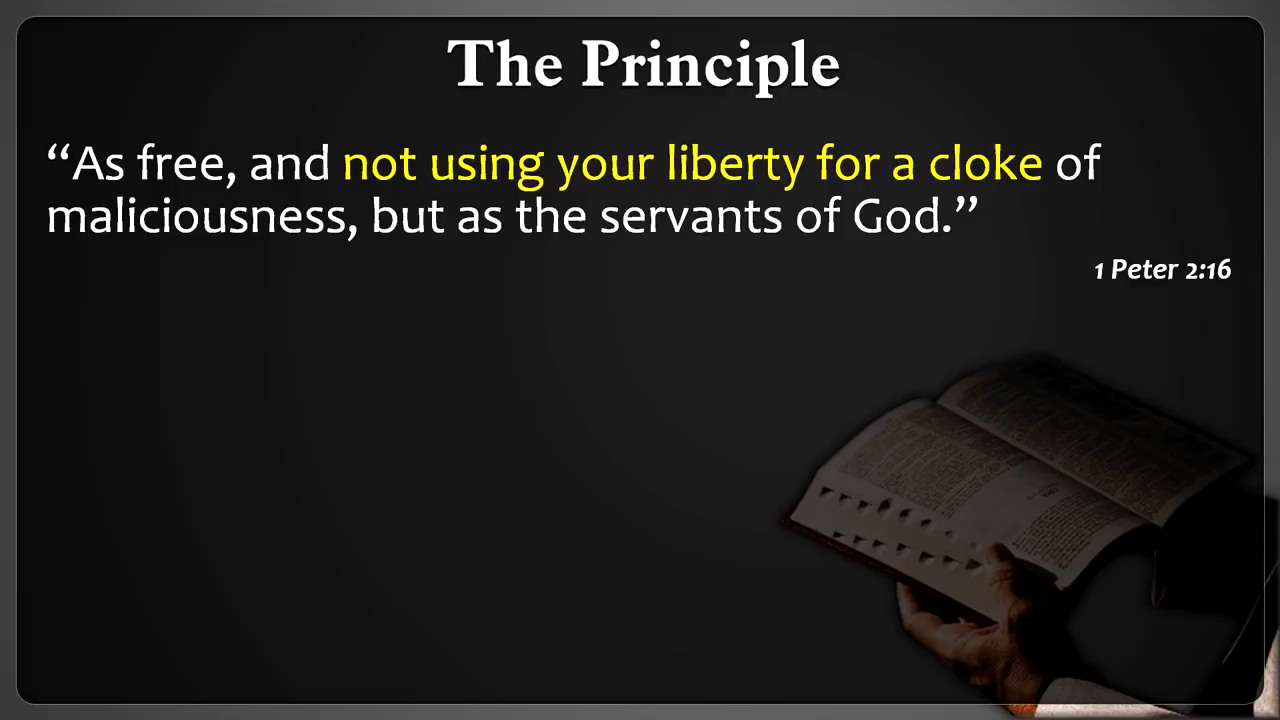 The Principle
“As free, and not using your liberty for a cloke of
maliciousness, but as the servants of God.”
1 Peter 2:16